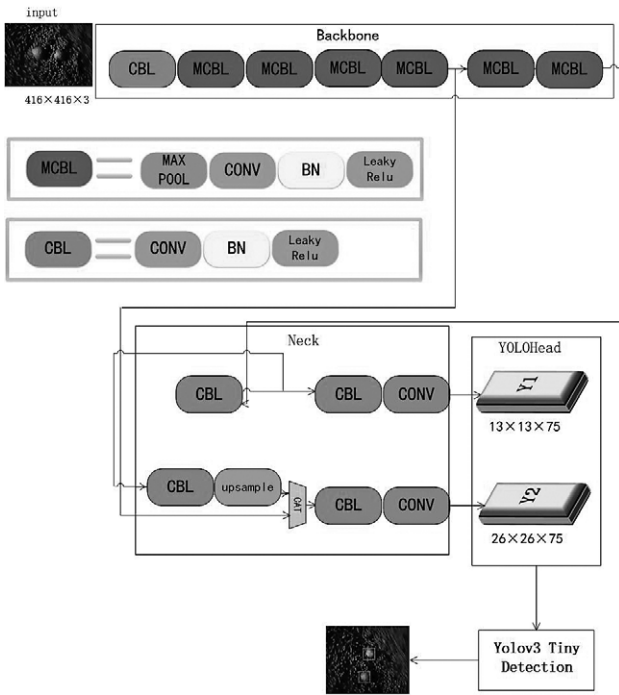 input
Backbone
CBL MCBL MCBL MCBL MCBL MCBL MCBL
416×416×3
MCBL MAX POOL CONV BN Leaky Relu
CBL CONV BN Leaky Relu
Neck
YOLOHead
CBL CBL CONV Y1
13×13×75
CBL upsample CAT CBL CONV Y2
26×26×75
Yolov3 Tiny
Detection